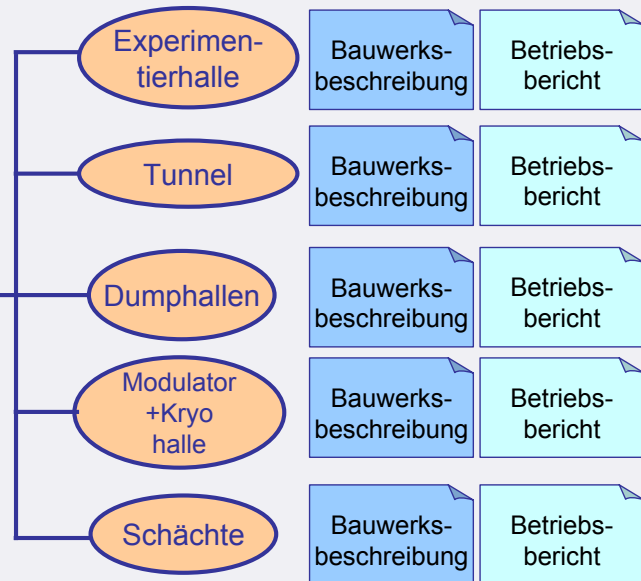 Experimen-
tierhalle
Bauwerks-
beschreibung
Betriebs-
bericht
Tunnel
Bauwerks-
beschreibung
Betriebs-
bericht
Dumphallen
Bauwerks-
beschreibung
Betriebs-
bericht
Modulator
+Kryo
halle
Bauwerks-
beschreibung
Betriebs-
bericht
Schächte
Bauwerks-
beschreibung
Betriebs-
bericht